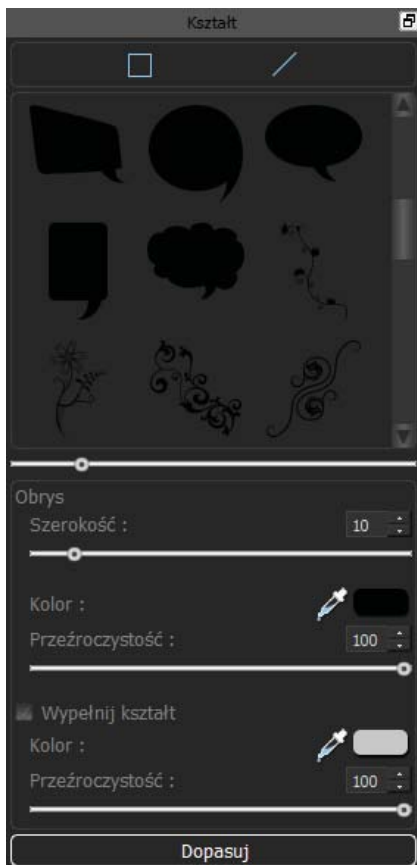 Kształt
Obrys
Szerokość :
10
Kolor :
Przeźroczystość :
100
Wypełnij kształt
Kolor :
Przeźroczystość :
100
Dopasuj